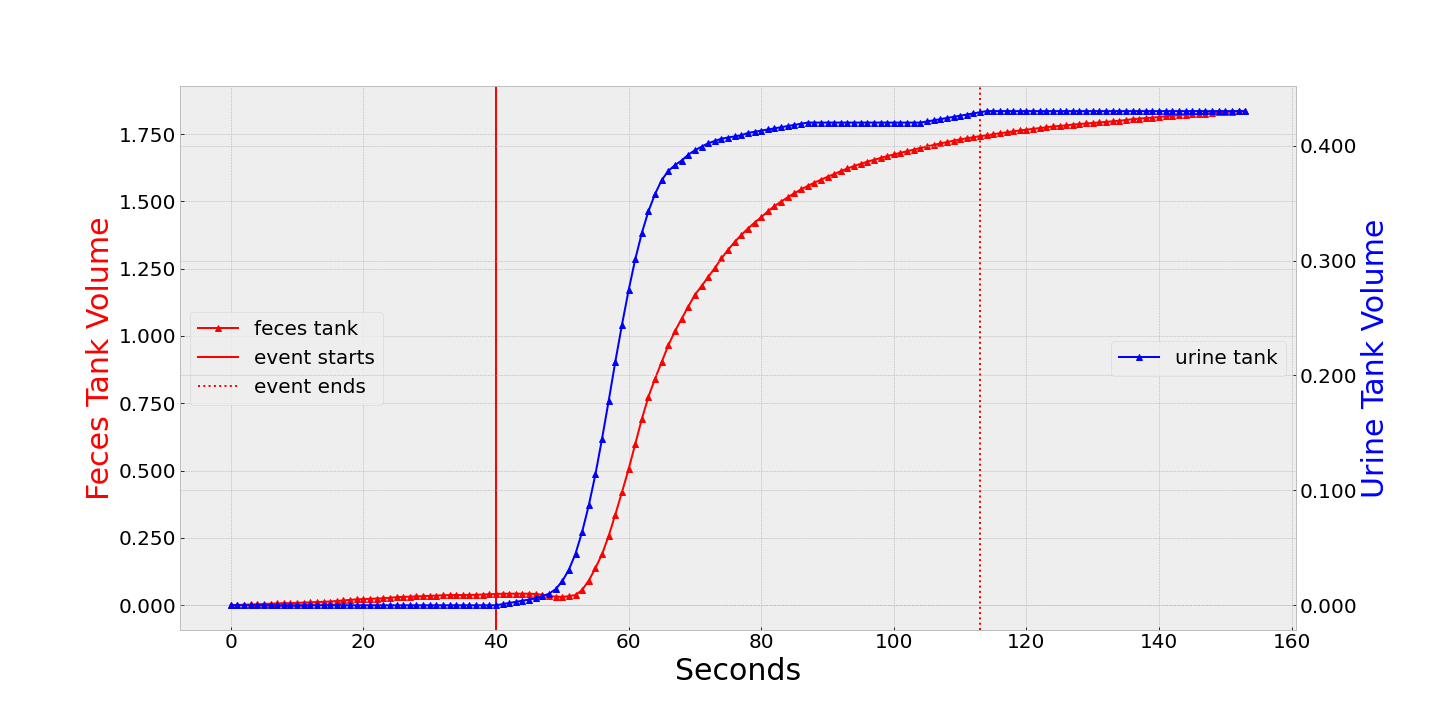 Feces Tank Volume
1.750
1.500
1.250
1.000
0.750
0.500
0.250
0.000
feces tank
event starts
event ends
urine tank
0.400
0.300
0.200
0.100
0.000
Urine Tank Volume
0 20 40 60 80 100 120 140 160
Seconds